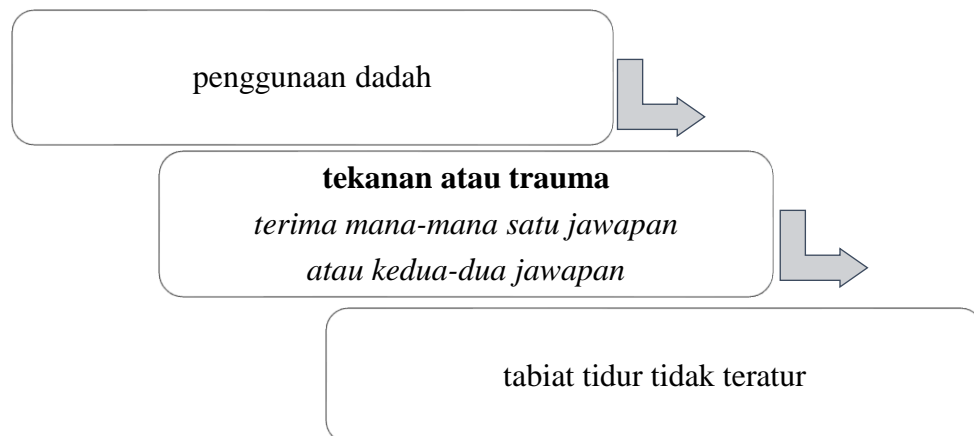 penggunaan dadah
tekanan atau trauma
terima mana-mana satu jawapan
atau kedua-dua jawapan
tabiat tidur tidak teratur